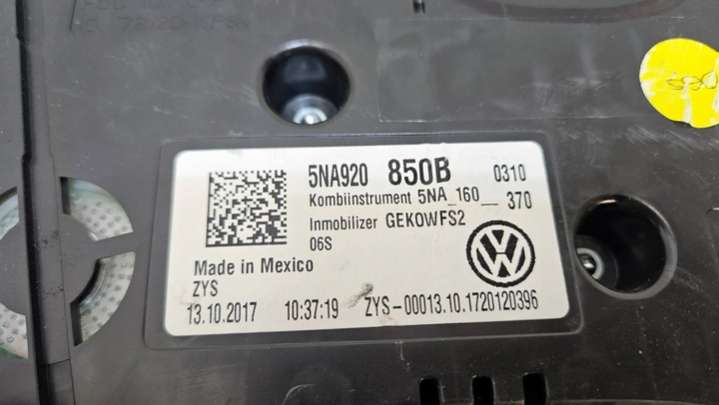 5NA920 850B 0310
Kombiinstrument 5NA_160__370
Inmobilizer GEKOWFS2
06S
Made in Mexico
ZYS
13.10.2017 10:37:19 ZYS-00013.10.1720120396